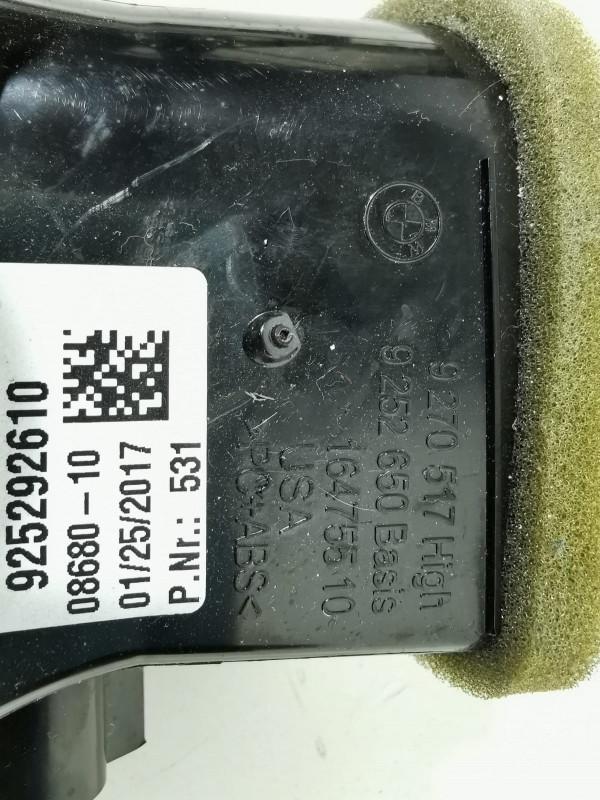 9252292610
08680-10
01/25/2017
P.Nr.: 531
BMW
9 270 517 High
9 252 650 Basis
16475510
USA
>PC+ABS<